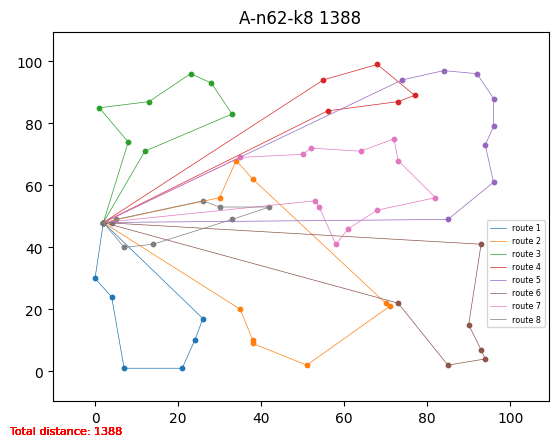 A-n62-k8 1388
100
80
60
40
20
0
route 1
route 2
route 3
route 4
route 5
route 6
route 7
route 8
0 20 40 60 80 100
Total distance: 1388